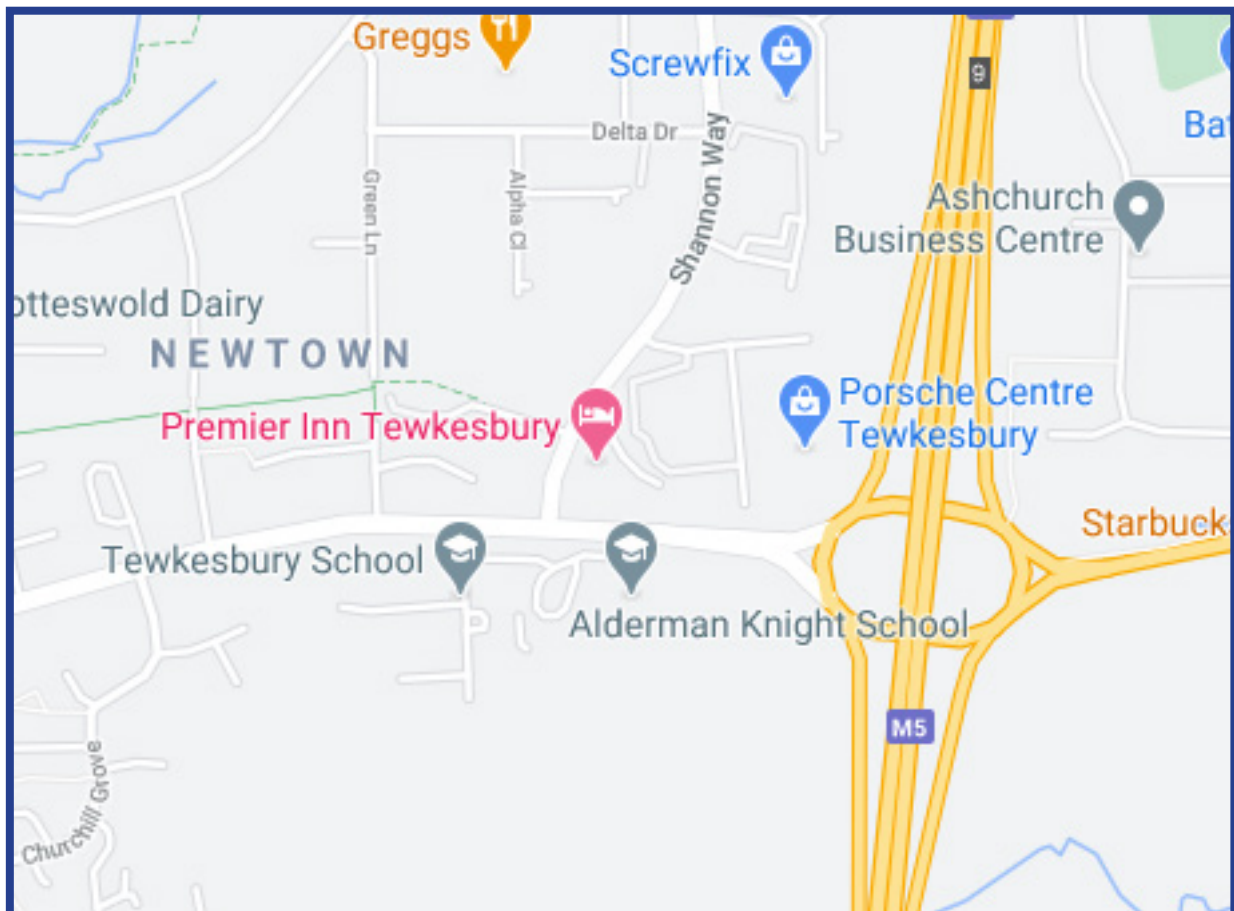 Greggs
Screwfix
9
Delta Dr
Shannon Way
Green Ln
Alpha Cl
Bat
Ashchurch
Business Centre
otteswold Dairy
NEWTOWN
Premier Inn Tewkesbury
Porsche Centre
Tewkesbury
Starbuck
Tewkesbury School
Alderman Knight School
M5
Churchill Grove